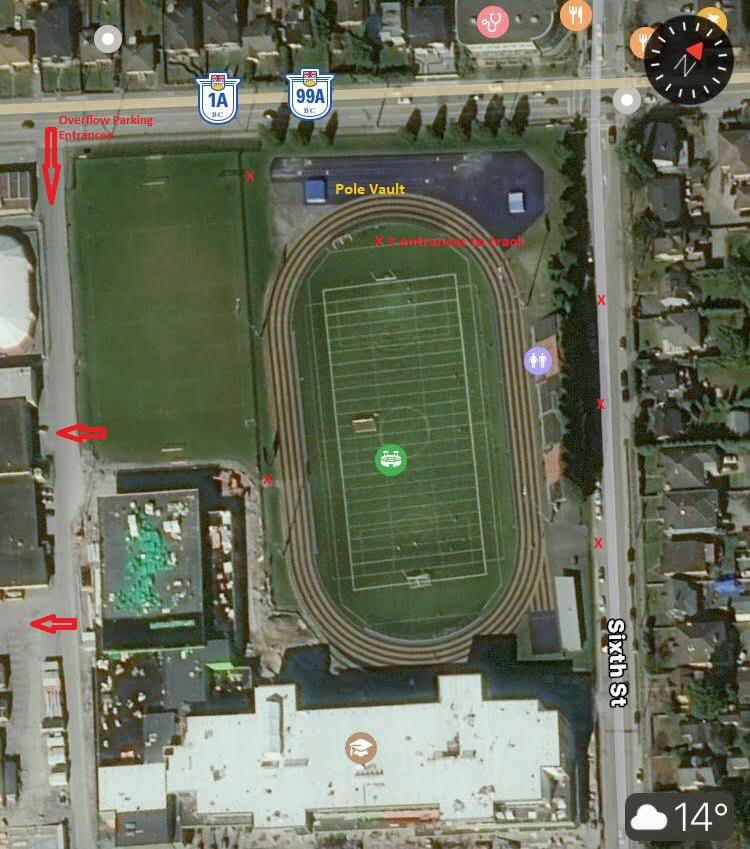 1A
BC
99A
BC
N
Overflow Parking
Entrances
X
Pole Vault
X = entrances to track
X
X
X
X
Sixth St
14°